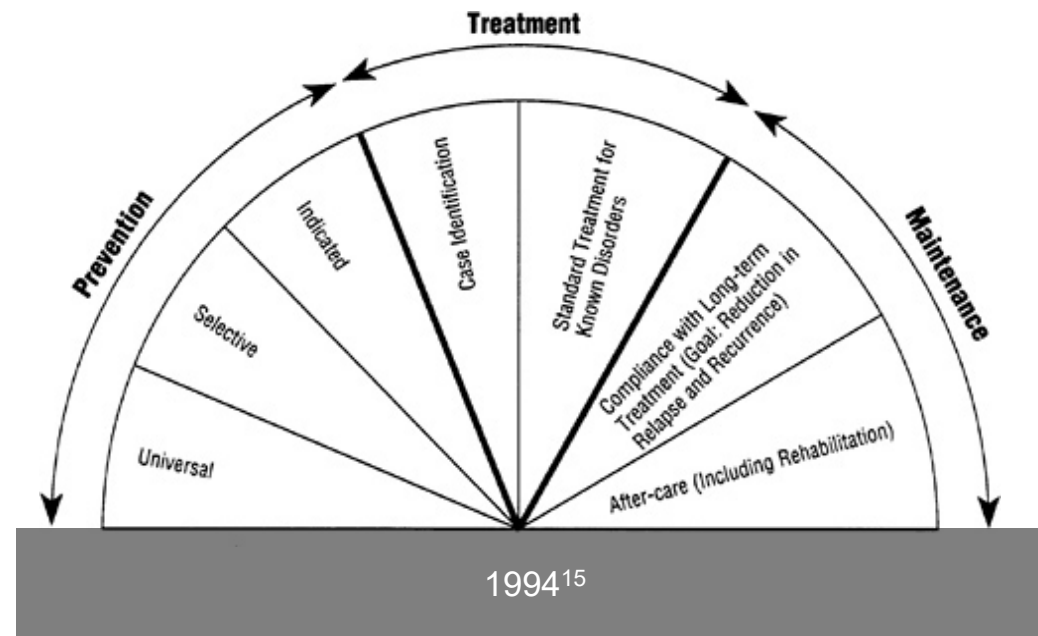 Treatment
Prevention
Maintenance
Universal
Selective
Indicated
Case Identification
Standard Treatment for
Known Disorders
Compliance with Long-term
Treatment (Goal: Reduction in
Relapse and Recurrence)
After-care (Including Rehabilitation)
1994¹⁵